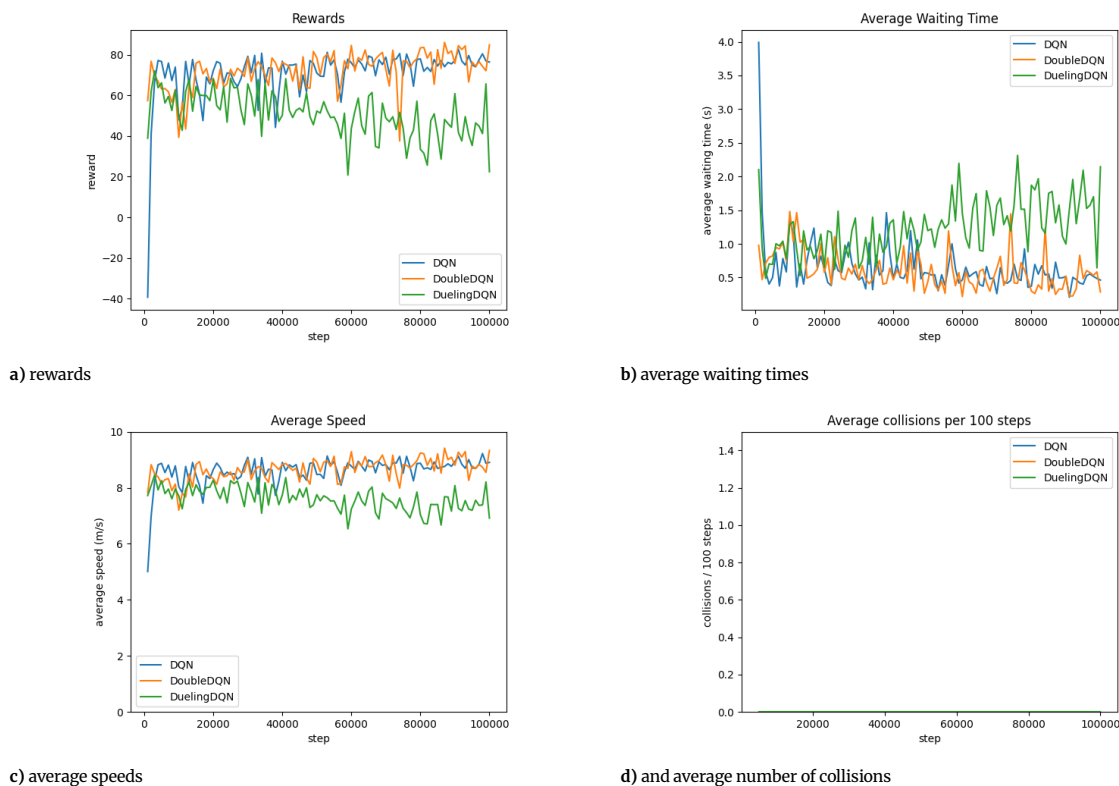 Rewards
80
60
40
20
0
−20
−40
reward
DQN
DoubleDQN
DuelingDQN
0
20000
40000
60000
80000
100000
step
a) rewards
Average Waiting Time
4.0
3.5
3.0
2.5
2.0
1.5
1.0
0.5
average waiting time (s)
DQN
DoubleDQN
DuelingDQN
0
20000
40000
60000
80000
100000
step
b) average waiting times
Average Speed
10
8
6
4
2
0
average speed (m/s)
DQN
DoubleDQN
DuelingDQN
0
20000
40000
60000
80000
100000
step
c) average speeds
Average collisions per 100 steps
1.4
1.2
1.0
0.8
0.6
0.4
0.2
0.0
collisions / 100 steps
DQN
DoubleDQN
DuelingDQN
20000
40000
60000
80000
100000
step
d) and average number of collisions